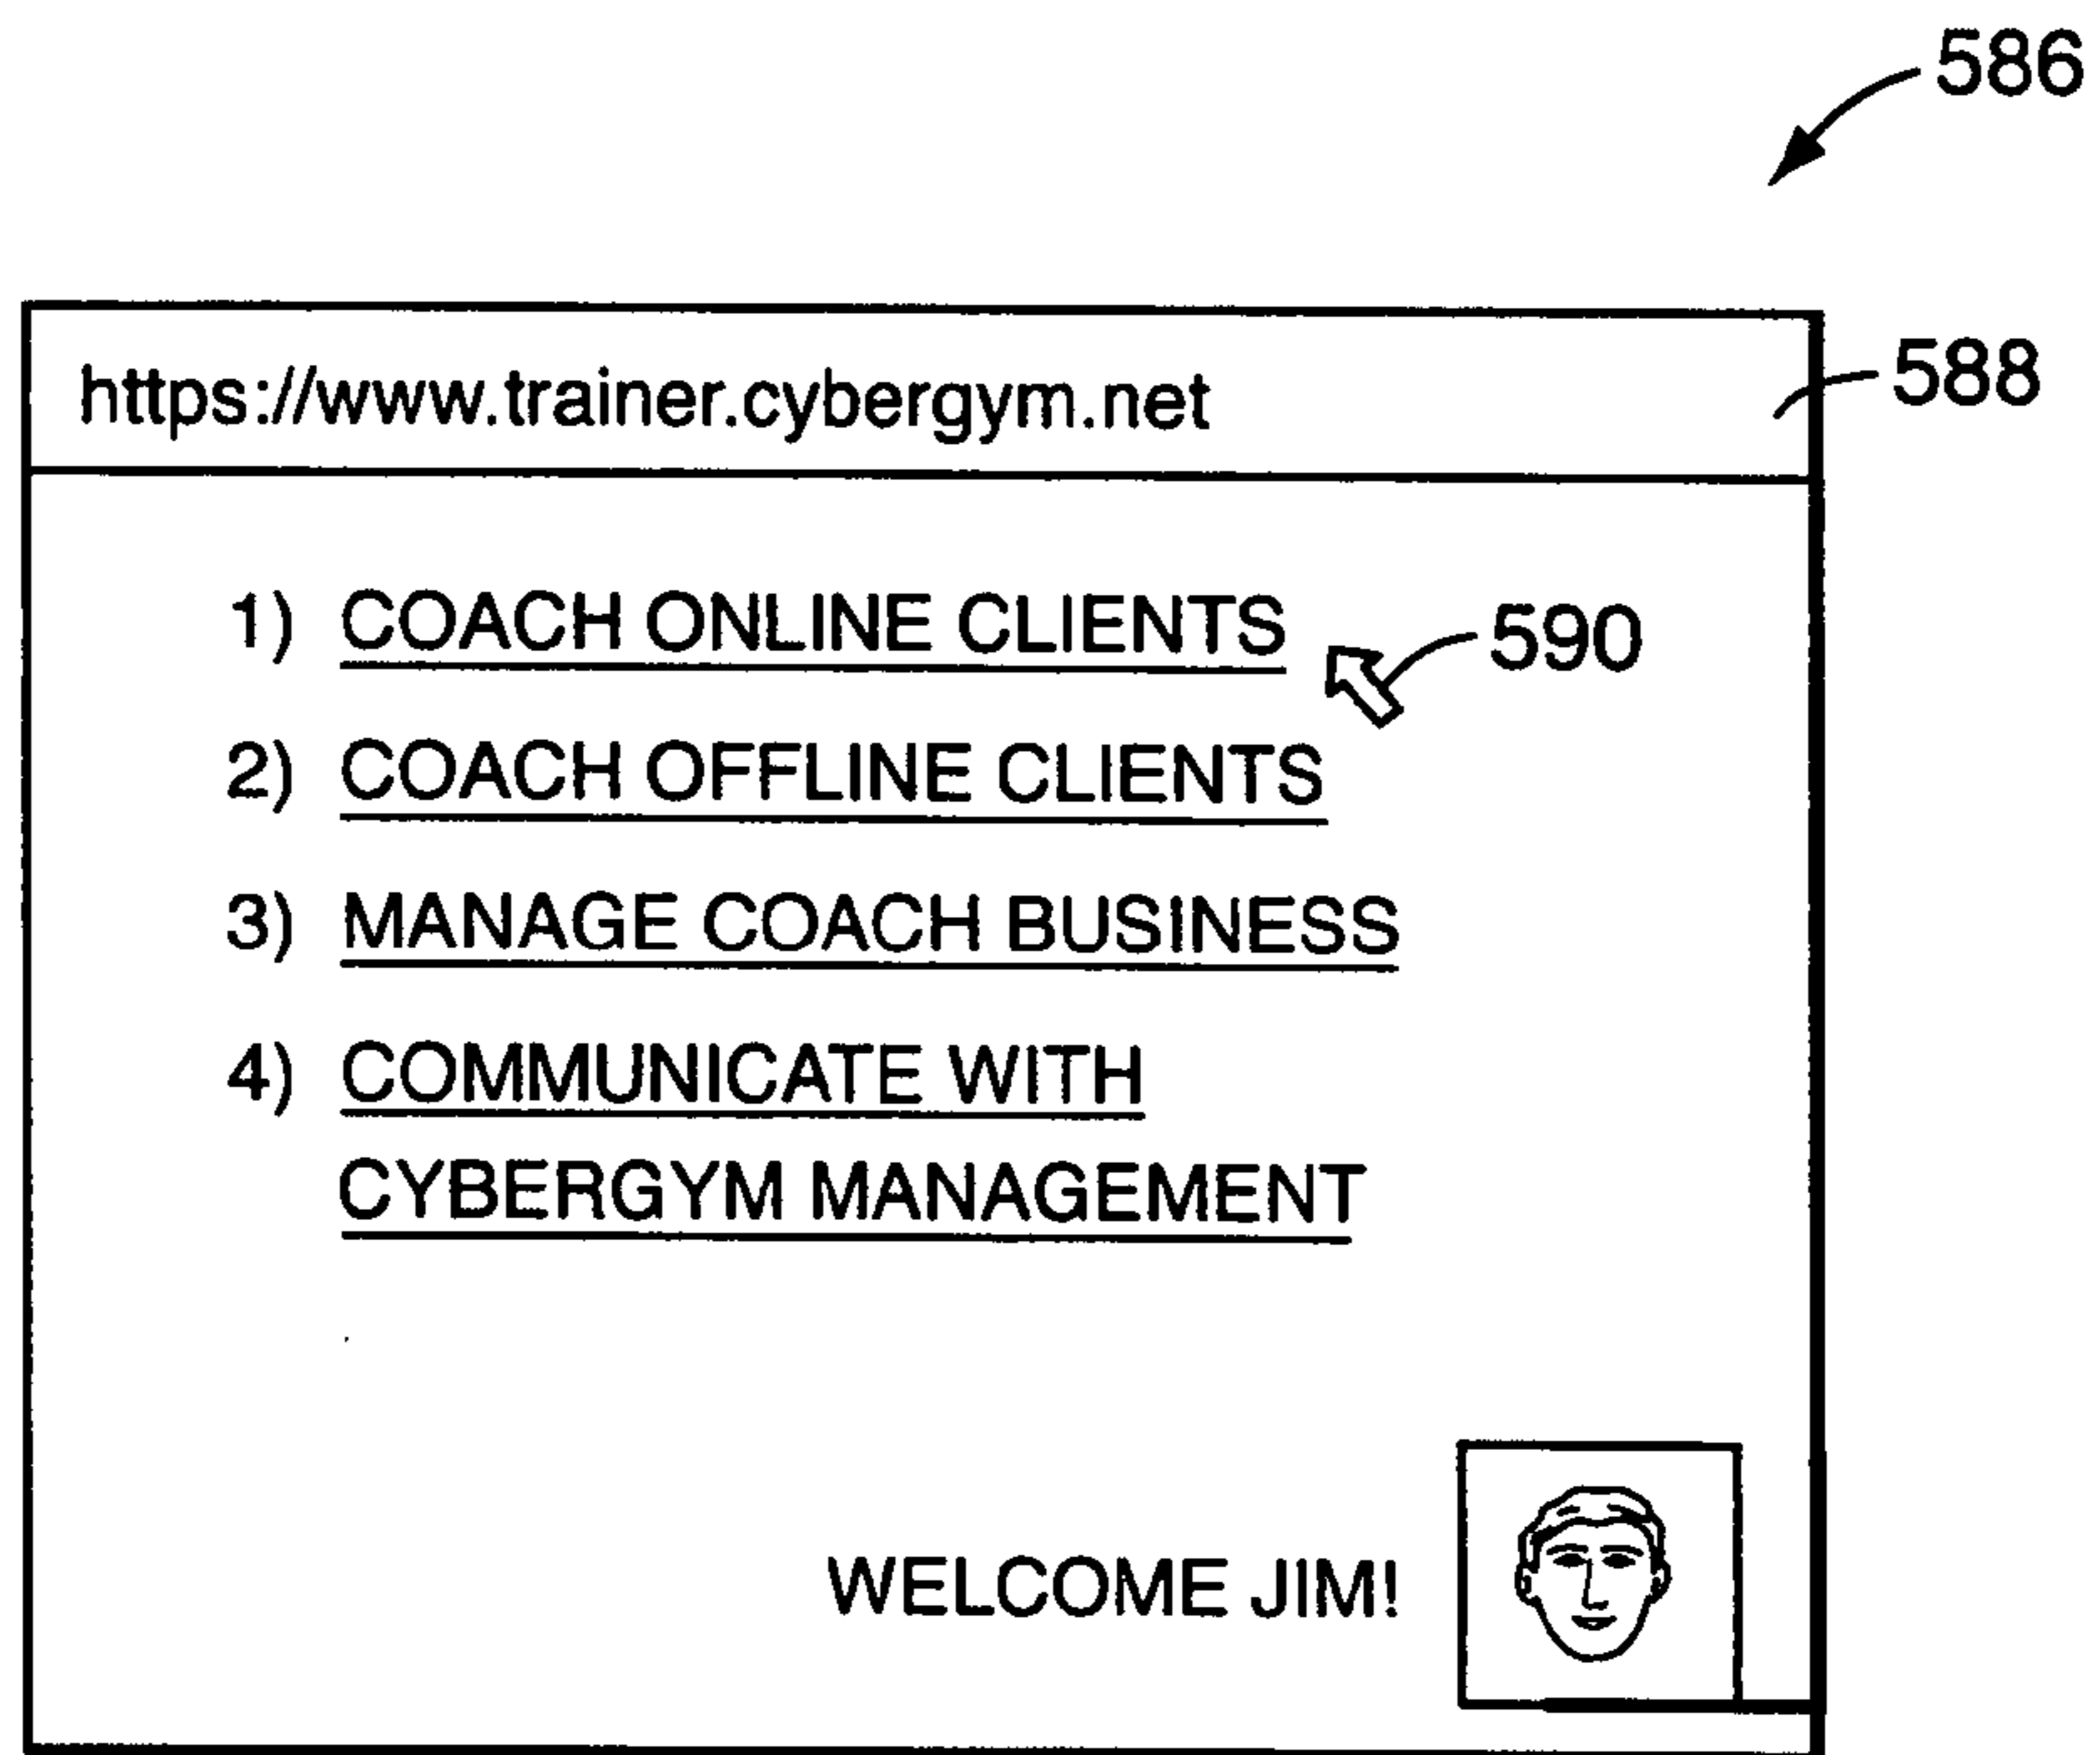 586
https://www.trainer.cybergym.net
588
1) COACH ONLINE CLIENTS
590
2) COACH OFFLINE CLIENTS
3) MANAGE COACH BUSINESS
4) COMMUNICATE WITH
CYBERGYM MANAGEMENT
WELCOME JIM!